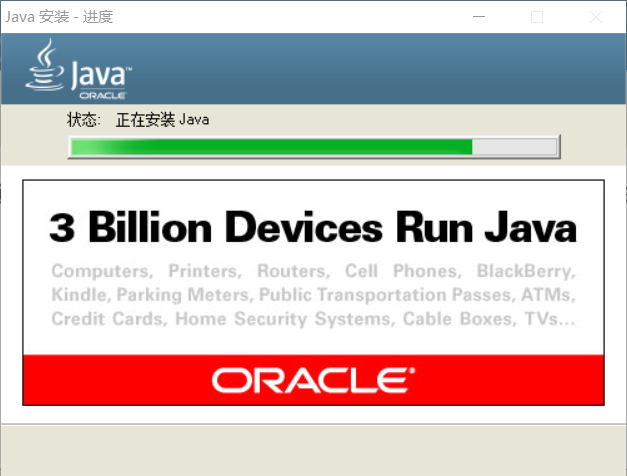 Java 安装 - 进度
Java™
ORACLE
状态: 正在安装 Java
3 Billion Devices Run Java
Computers, Printers, Routers, Cell Phones, BlackBerry,
Kindle, Parking Meters, Public Transportation Passes, ATMs,
Credit Cards, Home Security Systems, Cable Boxes, TVs...
ORACLE®